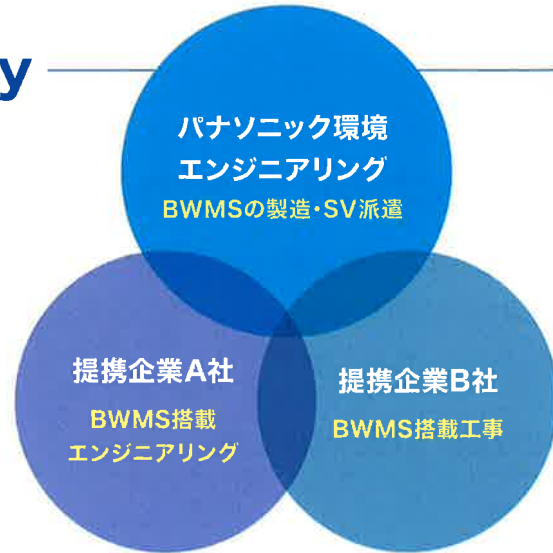 y
パナソニック環境
エンジニアリング
BWMSの製造・SV派遣
提携企業A社
BWMS搭載
エンジニアリング
提携企業B社
BWMS搭載工事